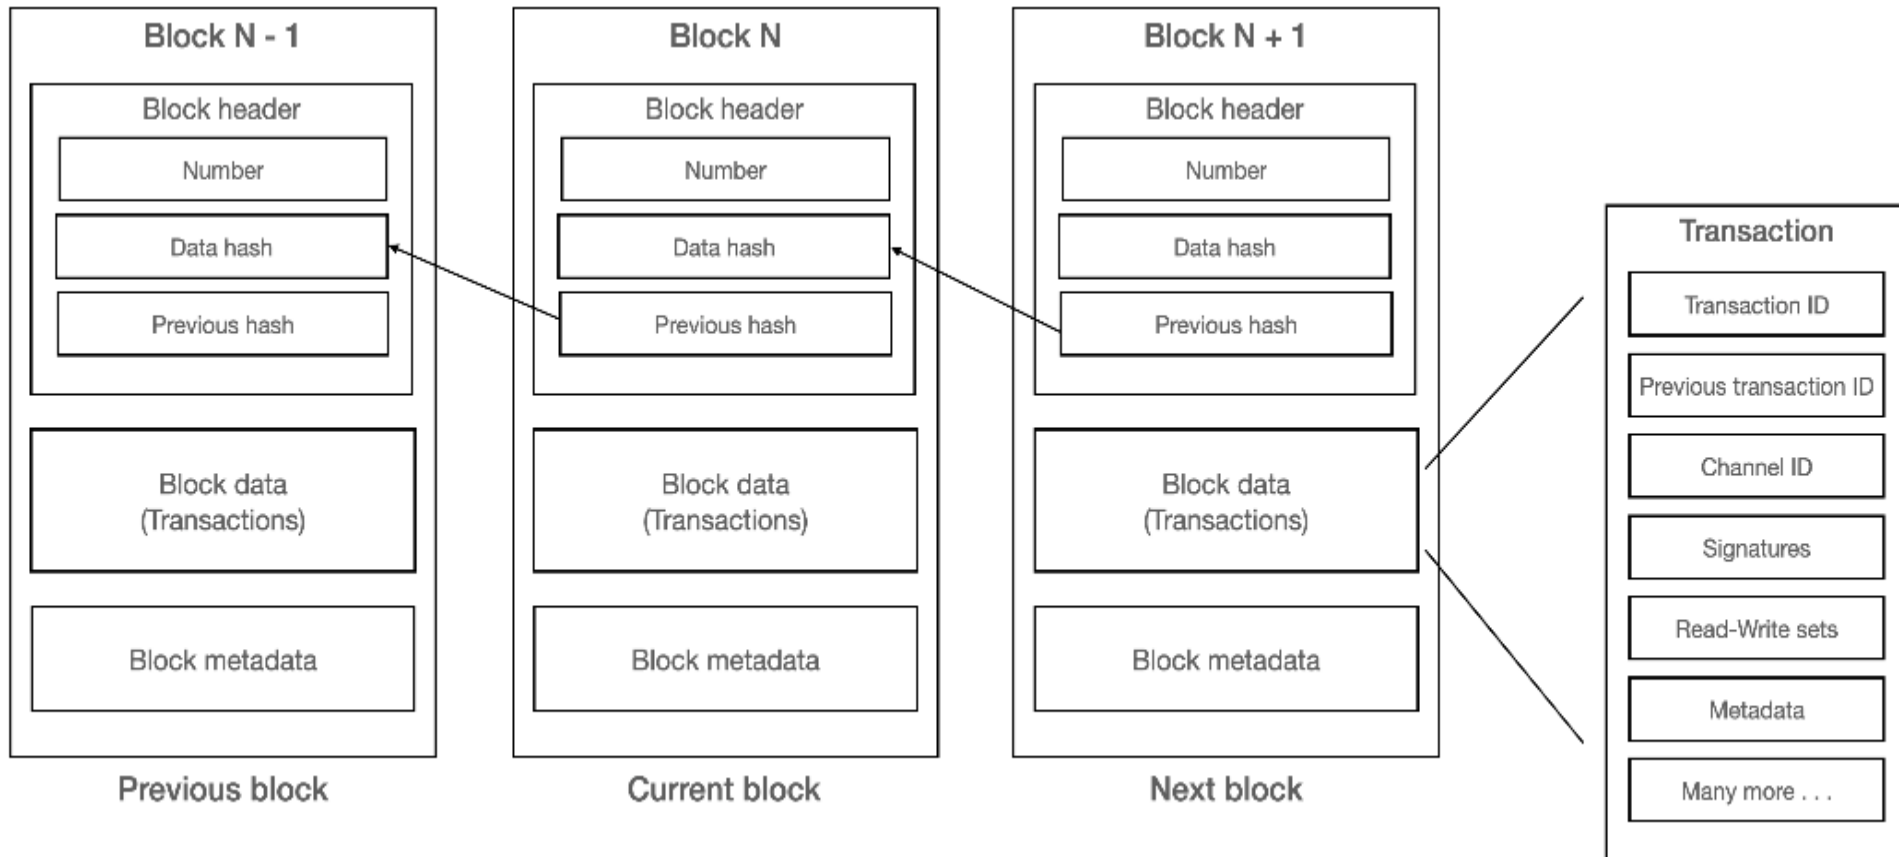 Block N - 1
Block header
Number
Data hash
Previous hash
Block data
(Transactions)
Block metadata
Previous block
Block N
Block header
Number
Data hash
Previous hash
Block data
(Transactions)
Block metadata
Current block
Block N + 1
Block header
Number
Data hash
Previous hash
Block data
(Transactions)
Block metadata
Next block
Transaction
Transaction ID
Previous transaction ID
Channel ID
Signatures
Read-Write sets
Metadata
Many more . . .